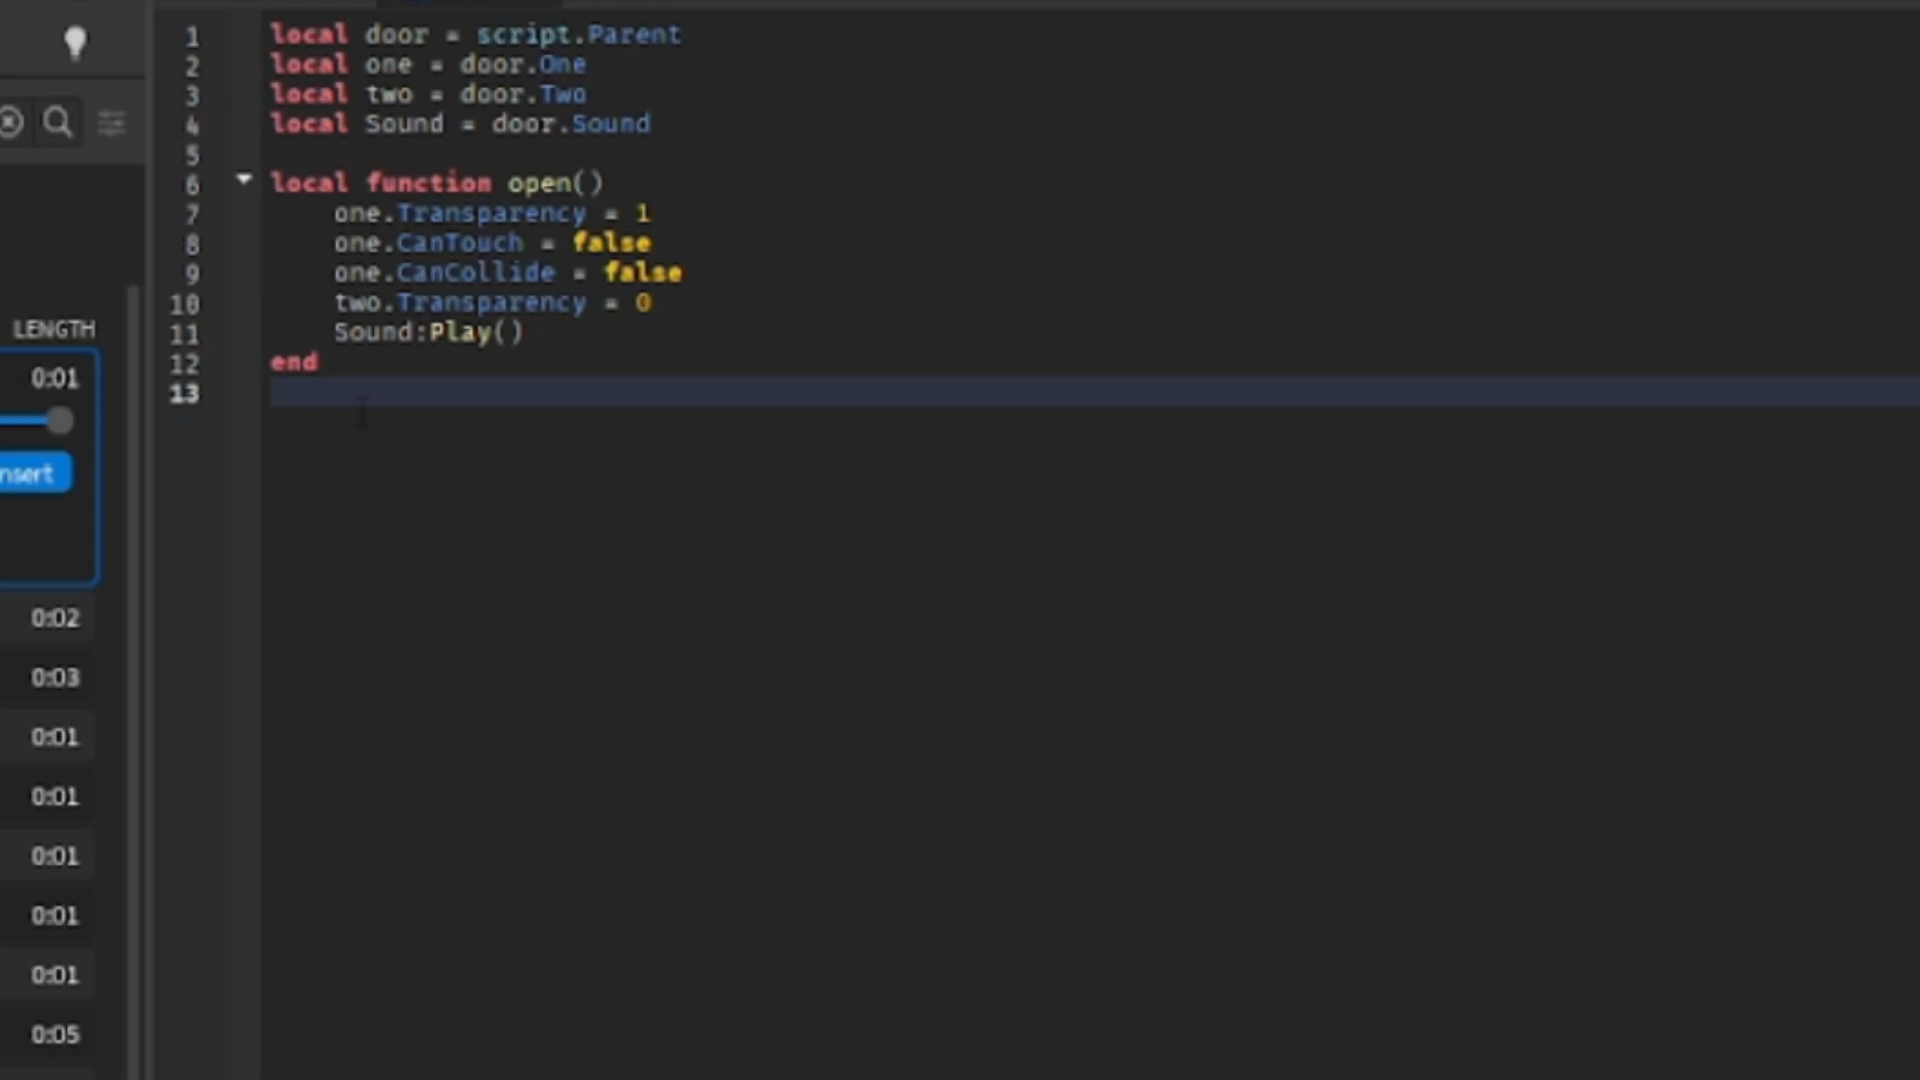 1 local door = script.Parent
2 local one = door.One
3 local two = door.Two
4 local Sound = door.Sound
5
6 local function open()
7 one.Transparency = 1
8 one.CanTouch = false
9 one.CanCollide = false
10 two.Transparency = 0
11 Sound:Play()
12 end
13
LENGTH
0:01
nsert
0:02
0:03
0:01
0:01
0:01
0:01
0:01
0:05